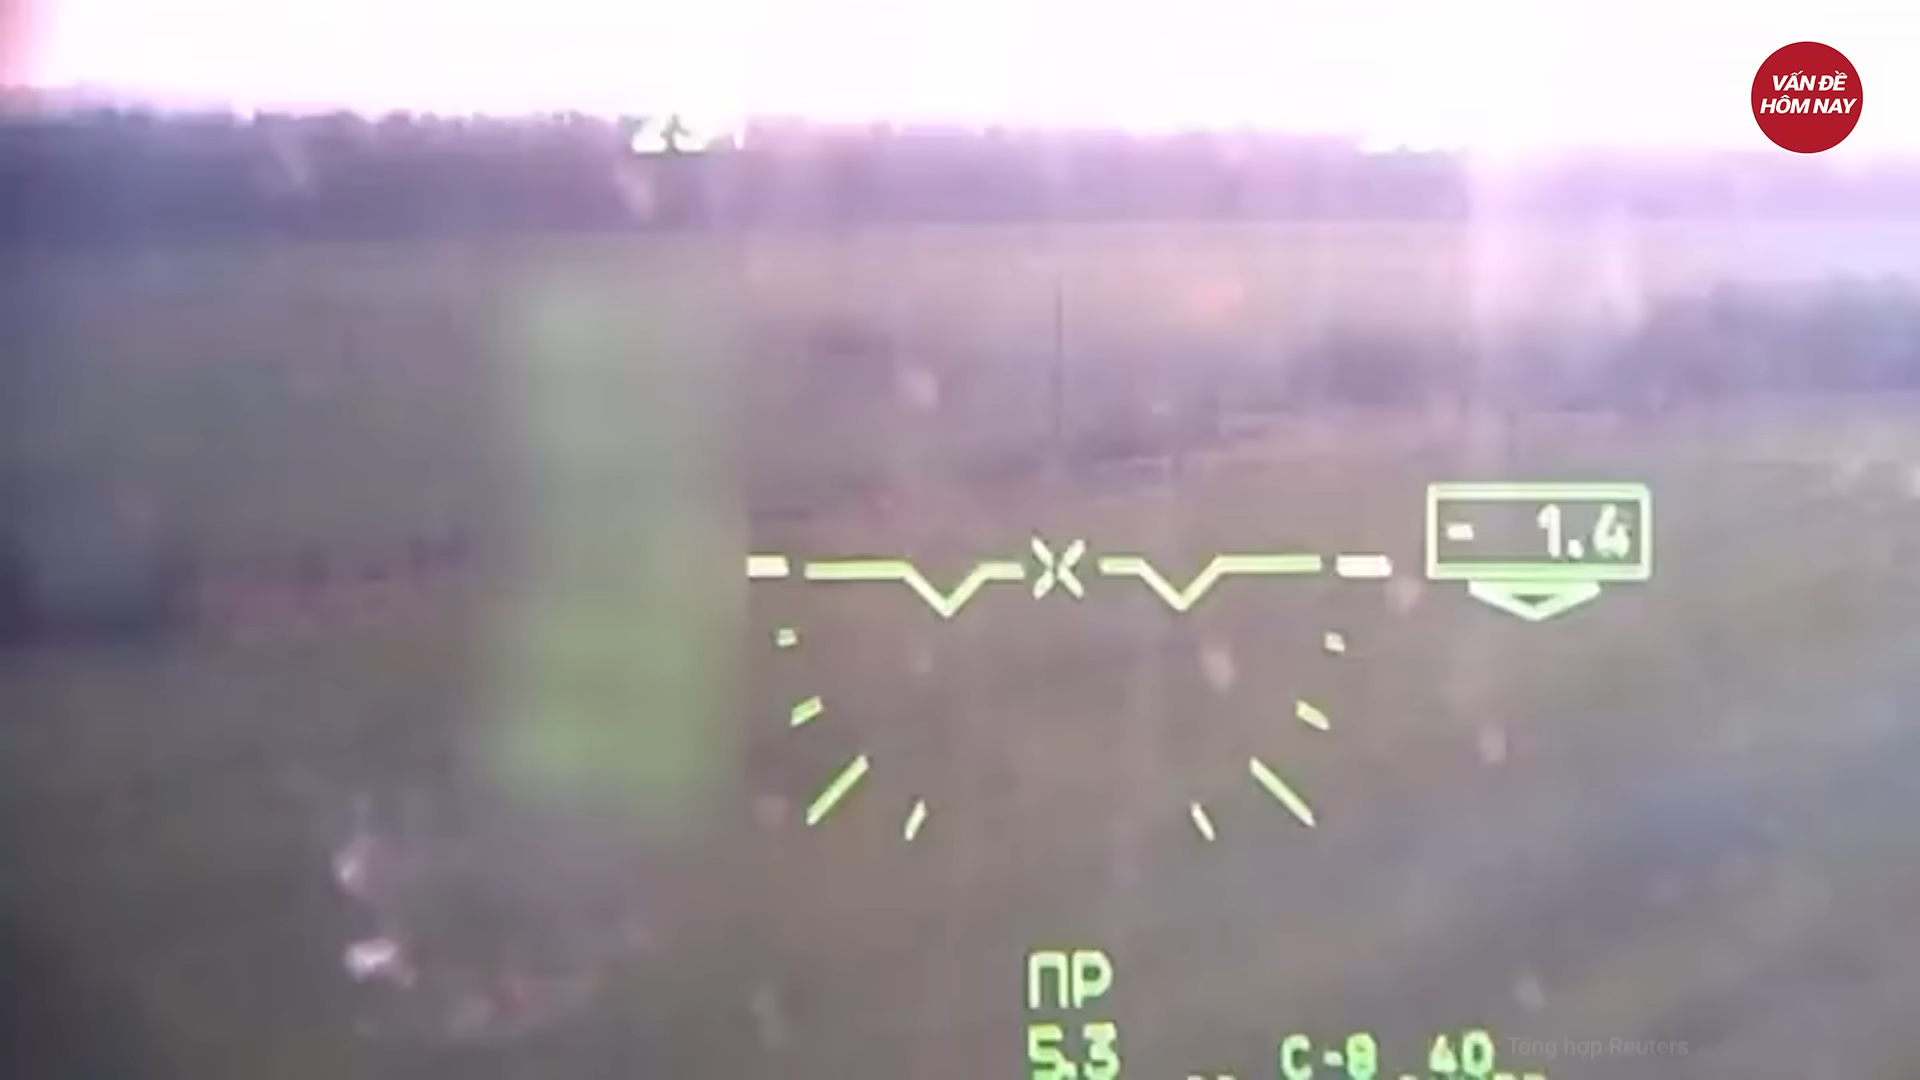 VẤN ĐỀ
HÔM NAY
- 1.4
ПР
5.3
С-8 40
Tổng hợp Reuters